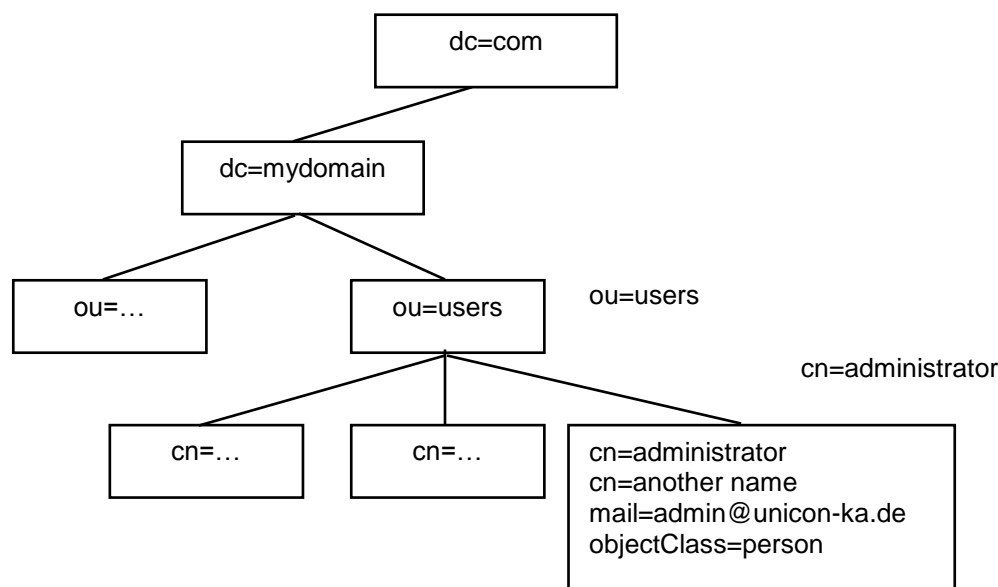 dc=com
dc=mydomain
ou=…
ou=users
ou=users
cn=administrator
cn=…
cn=…
cn=administrator
cn=another name
mail=admin@unicon-ka.de
objectClass=person